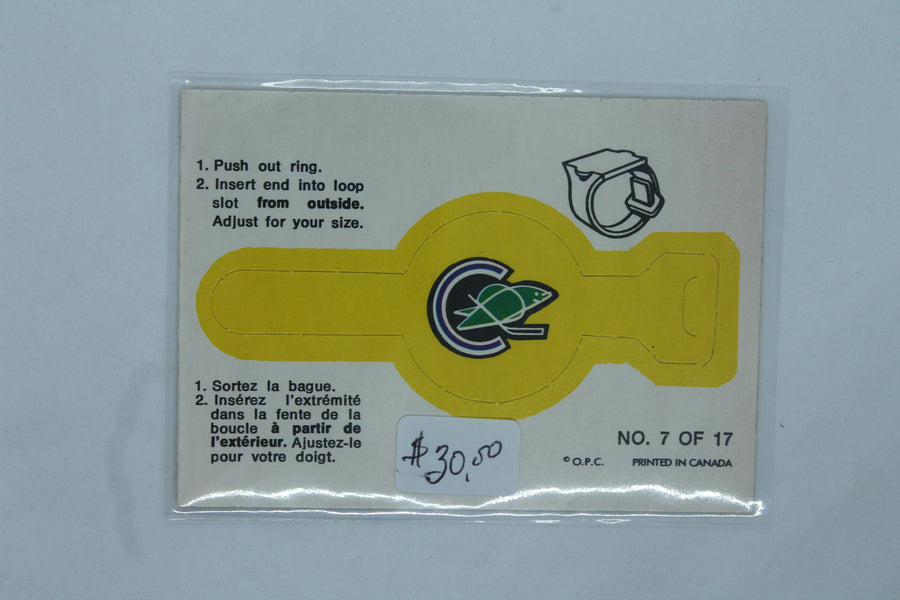 1. Push out ring.
2. Insert end into loop
slot from outside.
Adjust for your size.
1. Sortez la bague.
2. Insérez l'extrémité
dans la fente de la
boucle à partir de
l'extérieur. Ajustez-le
pour votre doigt.
$30.00
NO. 7 OF 17
© O.P.C. PRINTED IN CANADA